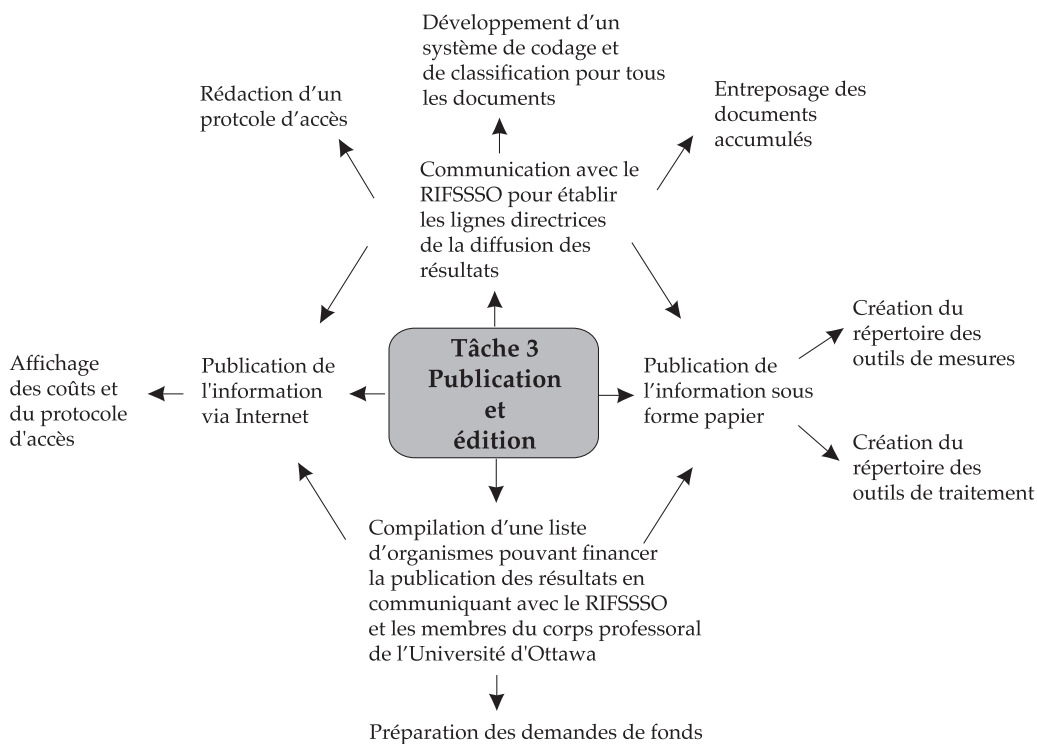 Développement d’un
système de codage et
de classification pour tous
les documents
Rédaction d’un
protcole d’accès
Entreposage des
documents
accumulés
Communication avec le
RIFSSSO pour établir
les lignes directrices
de la diffusion des
résultats
Tâche 3
Publication
et
édition
Affichage
des coûts et
du protocole
d'accès
Publication de
l'information
via Internet
Publication de
l’information sous
forme papier
Création du
répertoire des
outils de mesures
Création du
répertoire des
outils de traitement
Compilation d’une liste
d’organismes pouvant financer
la publication des résultats en
communiquant avec le RIFSSSO
et les membres du corps professoral
de l’Université d'Ottawa
Préparation des demandes de fonds